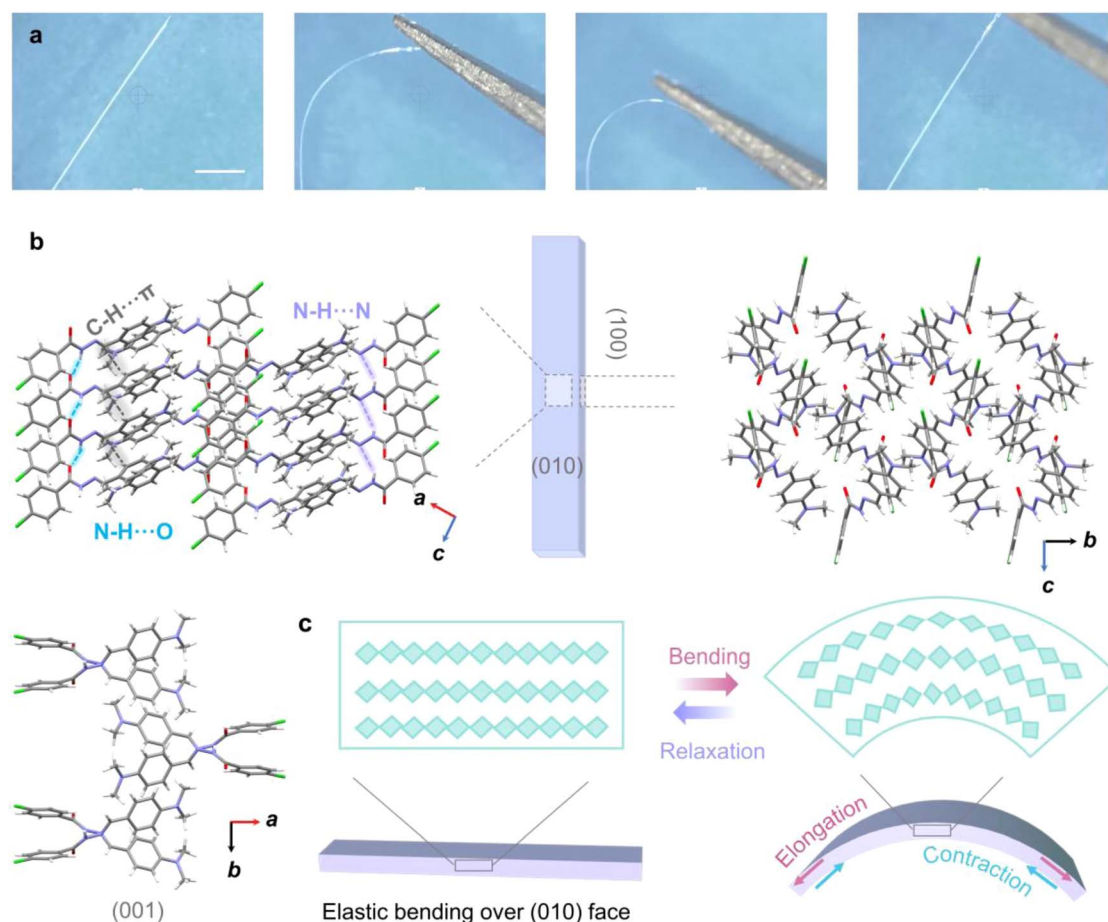 a
b
C-H···π
N-H···N
(100)
(010)
N-H···O
a
c
b
c
c
Bending
Relaxation
a
b
(001)
Elongation
Contraction
Elastic bending over (010) face